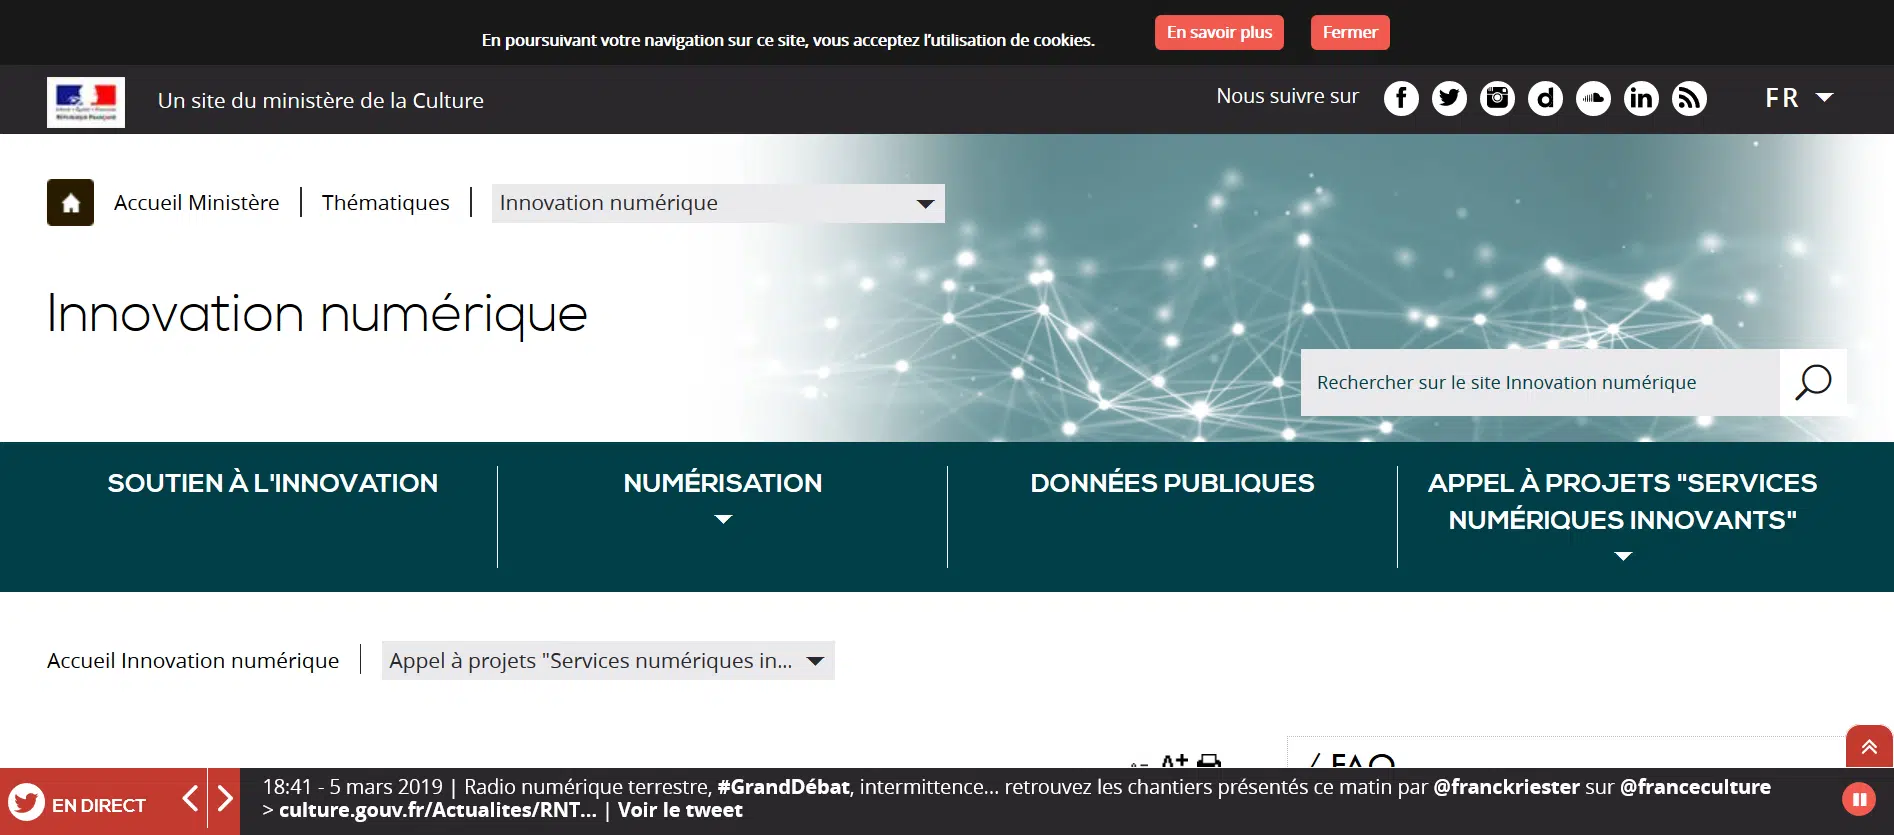 En poursuivant votre navigation sur ce site, vous acceptez l’utilisation de cookies.
En savoir plus
Fermer
Un site du ministère de la Culture
Nous suivre sur
FR
Accueil Ministère
Thématiques
Innovation numérique
Innovation numérique
Rechercher sur le site Innovation numérique
SOUTIEN À L'INNOVATION
NUMÉRISATION
DONNÉES PUBLIQUES
APPEL À PROJETS "SERVICES
NUMÉRIQUES INNOVANTS"
Accueil Innovation numérique
Appel à projets "Services numériques in...
A+
/ FAQ
EN DIRECT
18:41 - 5 mars 2019 | Radio numérique terrestre, #GrandDébat, intermittence... retrouvez les chantiers présentés ce matin par @franckriester sur @franceculture
> culture.gouv.fr/Actualites/RNT... | Voir le tweet